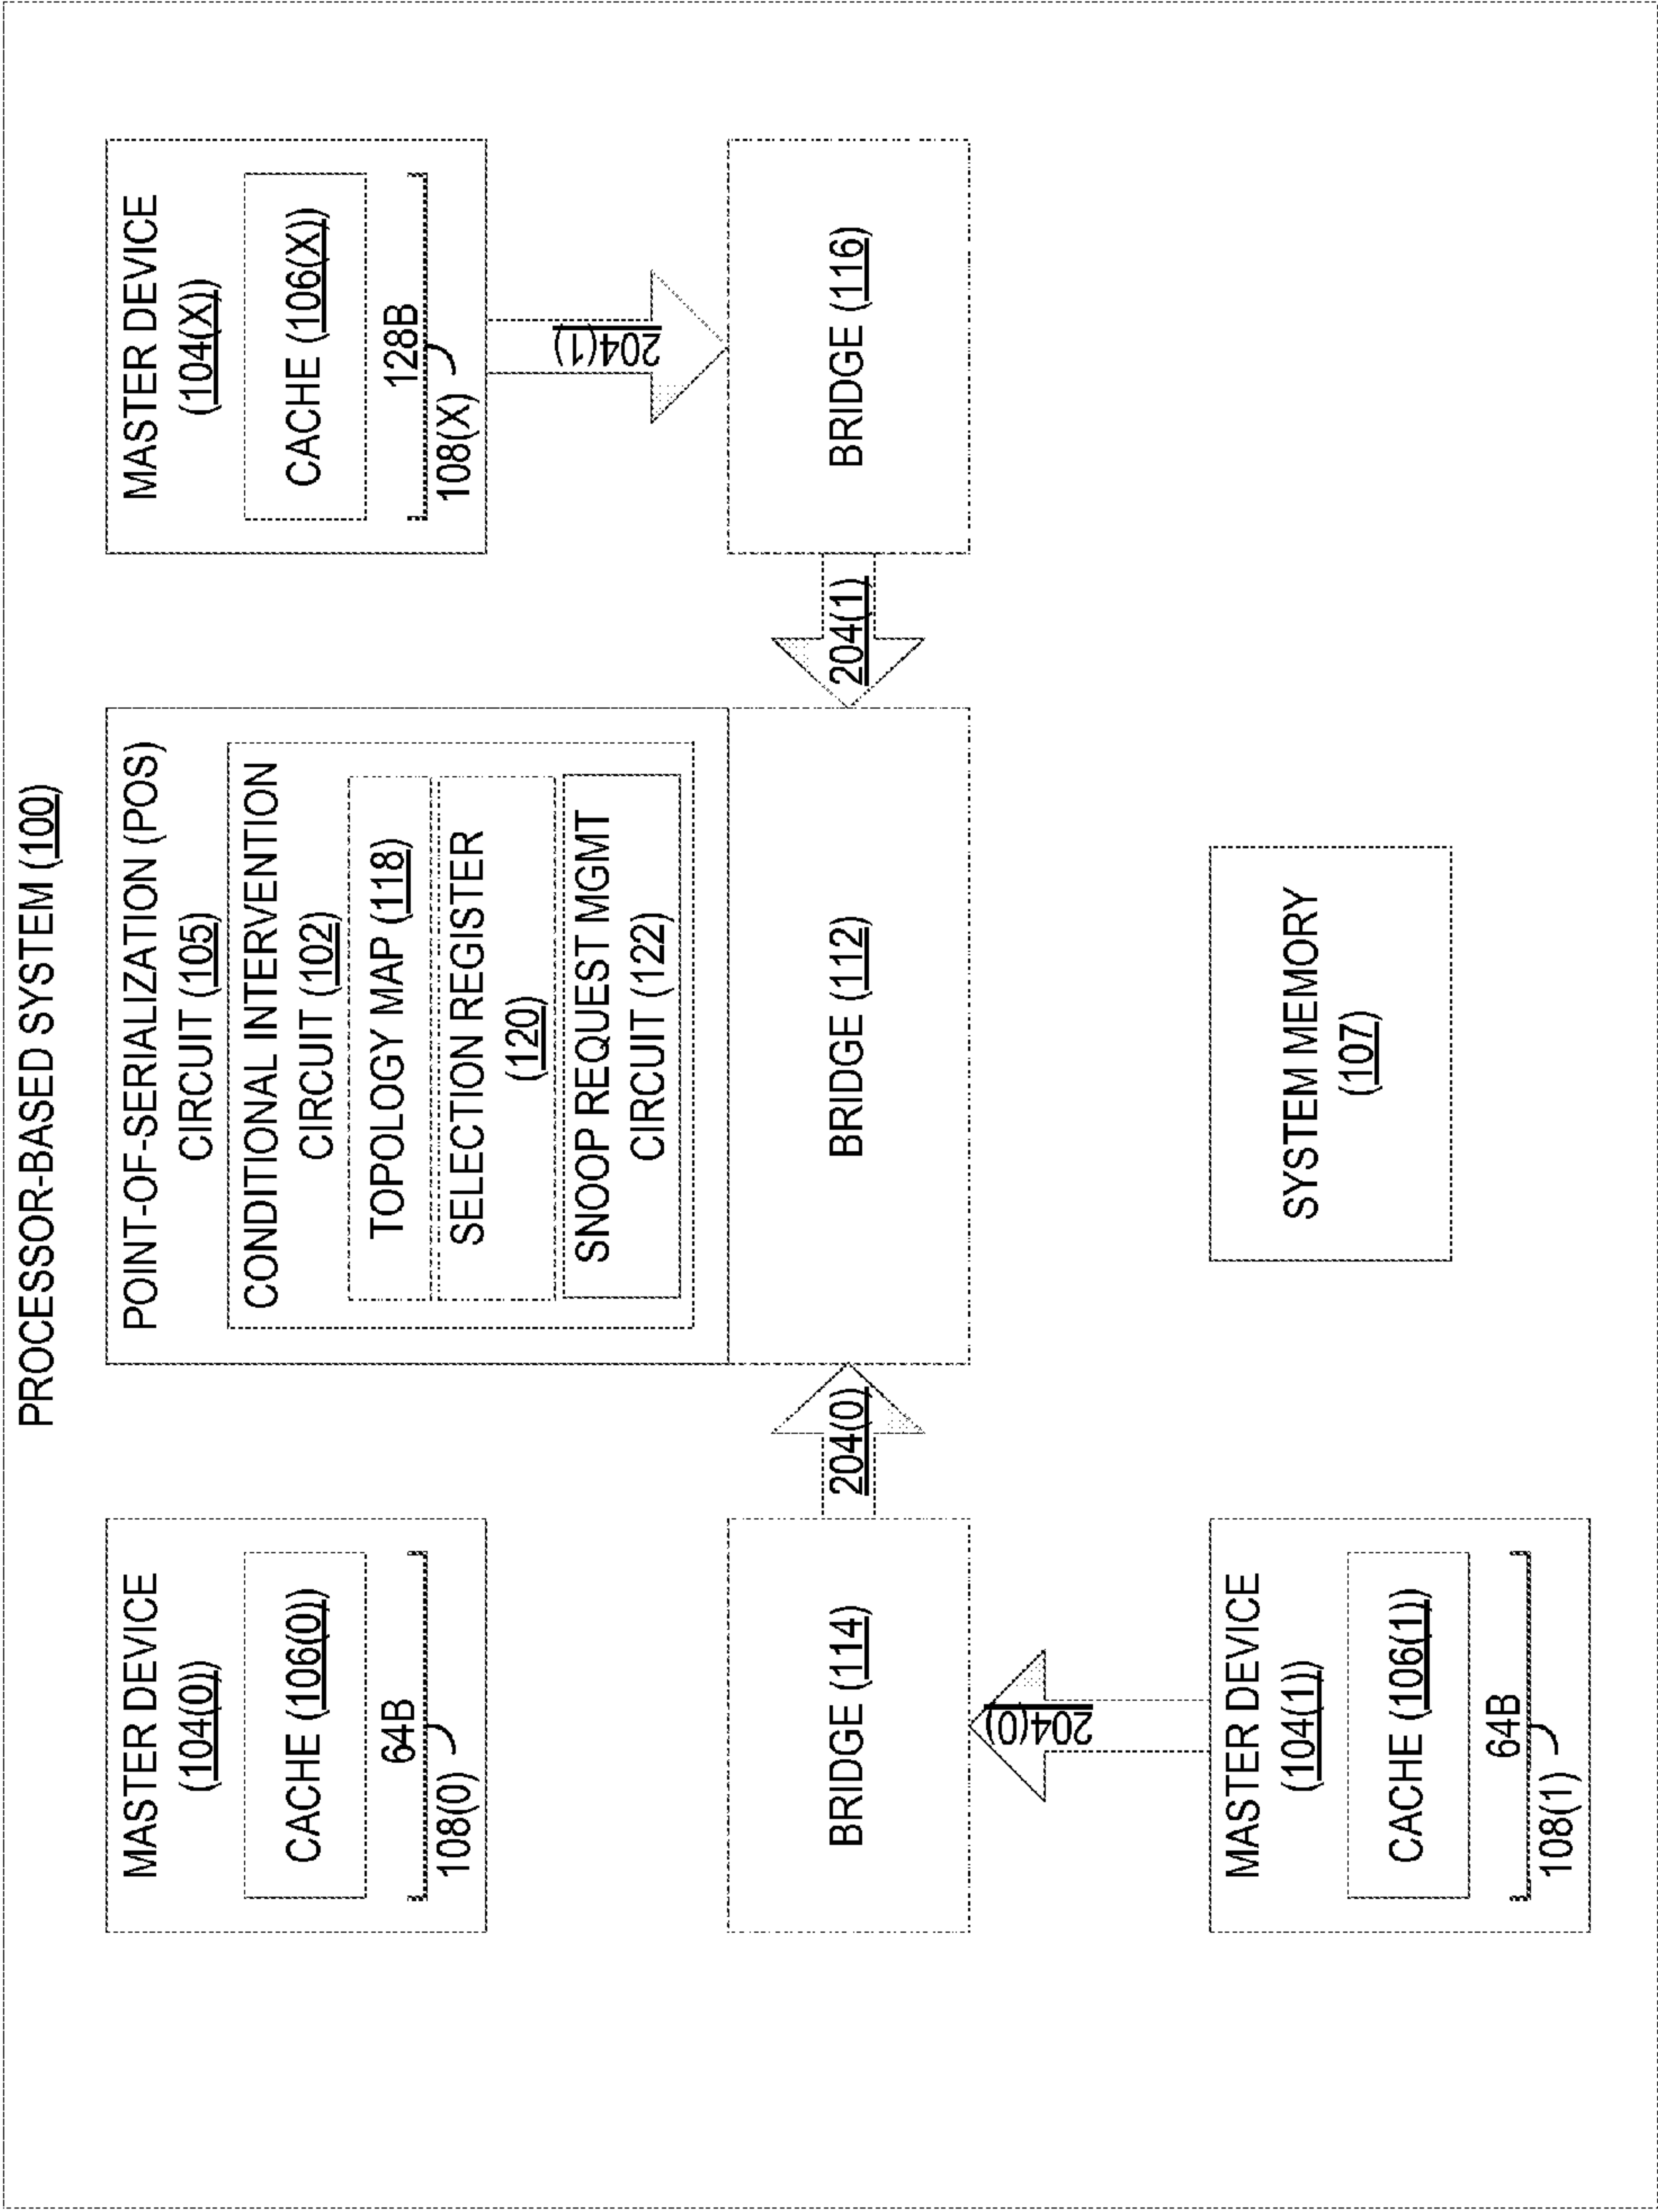 PROCESSOR-BASED SYSTEM (100)
MASTER DEVICE
(104(0))
CACHE (106(0))
64B
108(0)
POINT-OF-SERIALIZATION (POS)
CIRCUIT (105)
CONDITIONAL INTERVENTION
CIRCUIT (102)
TOPOLOGY MAP (118)
SELECTION REGISTER
(120)
SNOOP REQUEST MGMT
CIRCUIT (122)
MASTER DEVICE
(104(X))
CACHE (106(X))
128B
108(X)
204(1)
BRIDGE (114)
204(0)
BRIDGE (112)
204(1)
BRIDGE (116)
204(0)
MASTER DEVICE
(104(1))
CACHE (106(1))
64B
108(1)
SYSTEM MEMORY
(107)